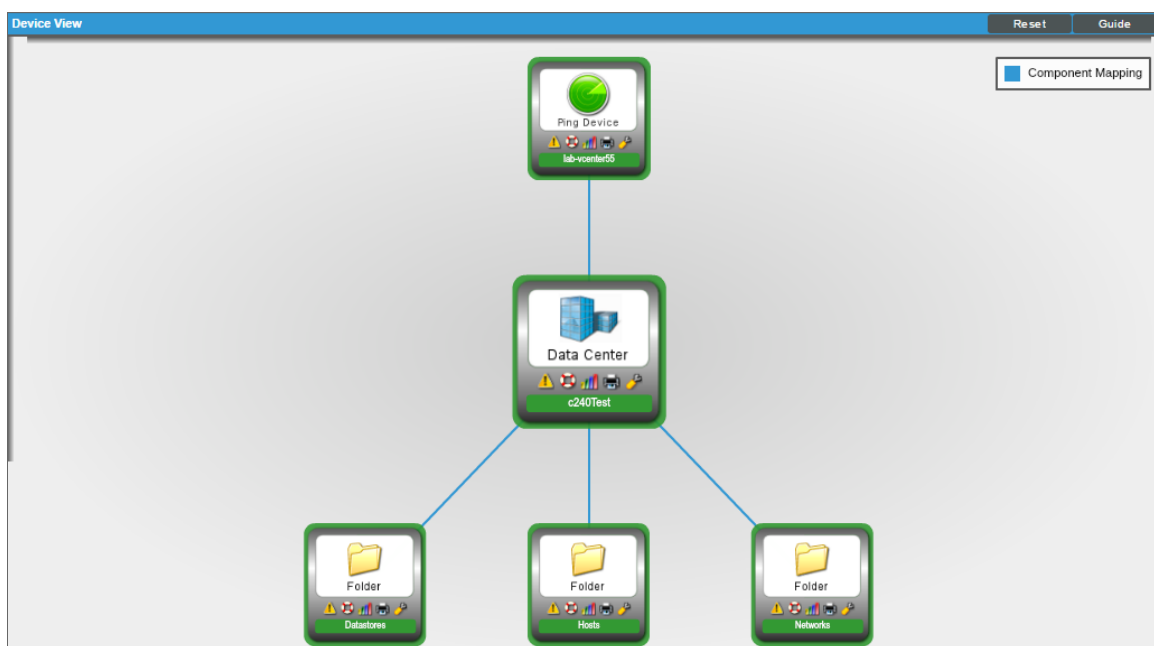 Device View
Reset
Guide
Component Mapping
Ping Device
lab-vcenter55
Data Center
c240Test
Folder
Folder
Folder
Datastores
Hosts
Networks